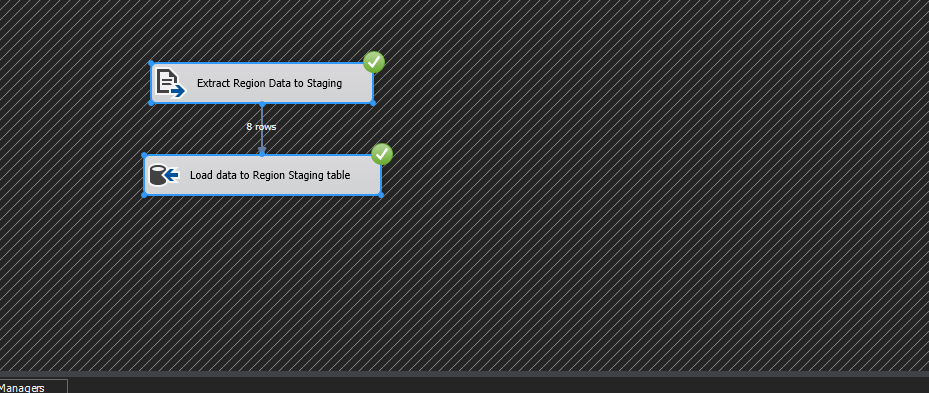 Extract Region Data to Staging
8 rows
Load data to Region Staging table
Managers